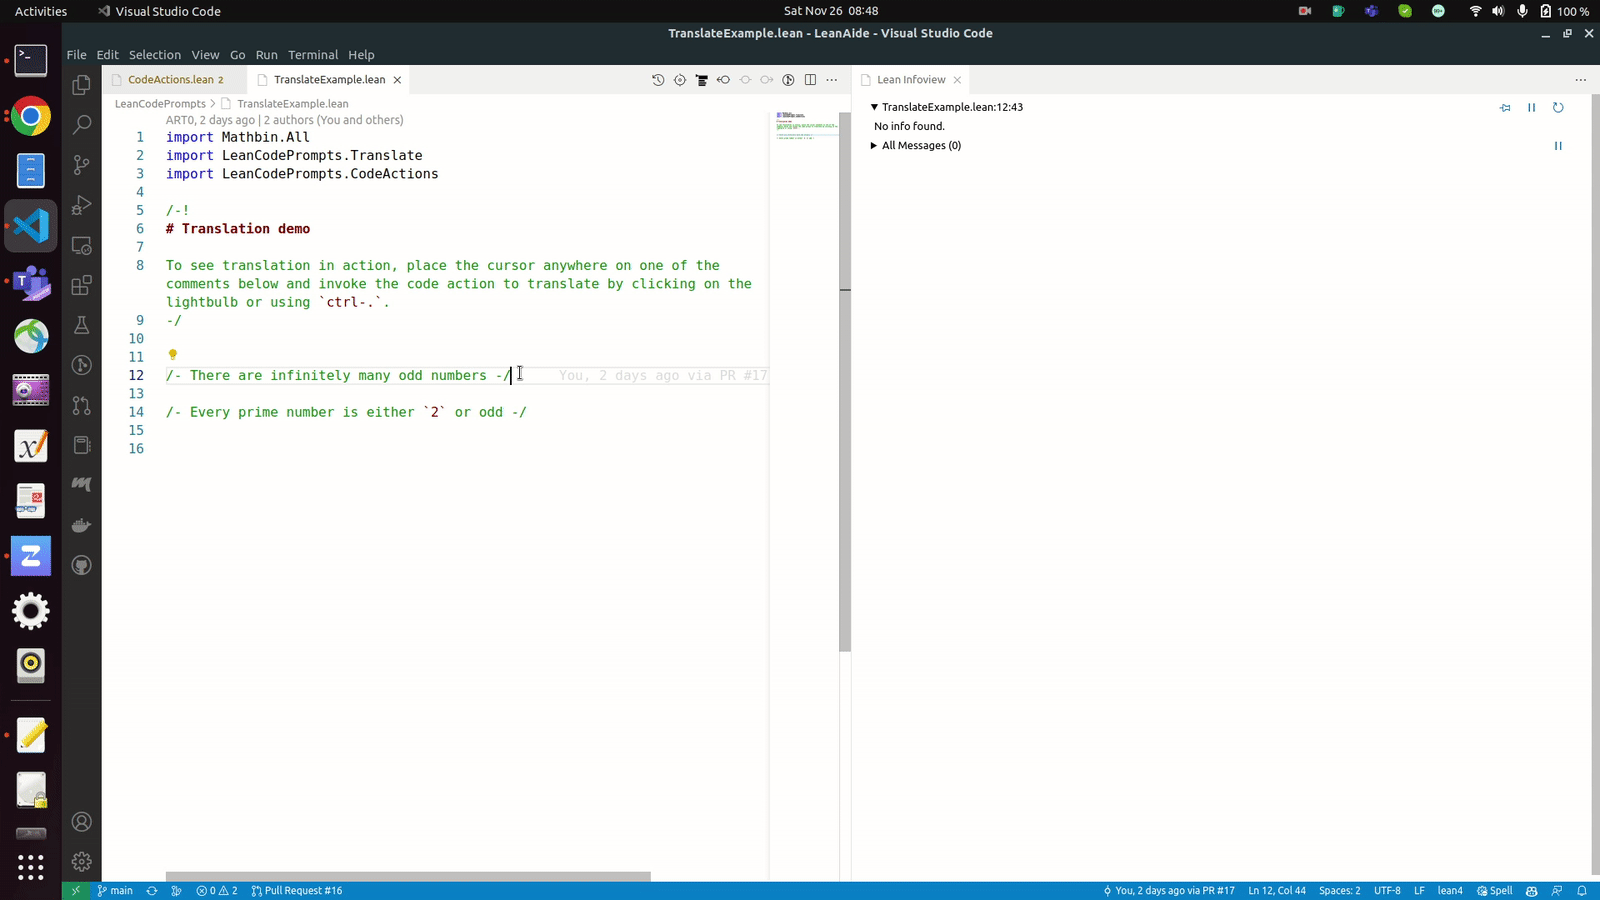 Activities
Visual Studio Code
Sat Nov 26 08:48
100 %
TranslateExample.lean - LeanAide - Visual Studio Code
File Edit Selection View Go Run Terminal Help
CodeActions.lean 2
TranslateExample.lean
Lean Infoview
LeanCodePrompts > TranslateExample.lean
ART0, 2 days ago | 2 authors (You and others)
1 import Mathbin.All
2 import LeanCodePrompts.Translate
3 import LeanCodePrompts.CodeActions
4
5 /-!
6 # Translation demo
7
8 To see translation in action, place the cursor anywhere on one of the
comments below and invoke the code action to translate by clicking on the
lightbulb or using `ctrl-.`.
9 -/
10
11
12 /- There are infinitely many odd numbers -/ You, 2 days ago via PR #17
13
14 /- Every prime number is either `2` or odd -/
15
16
TranslateExample.lean:12:43
No info found.
All Messages (0)
main
0 2
Pull Request #16
You, 2 days ago via PR #17
Ln 12, Col 44
Spaces: 2
UTF-8
LF
lean4
Spell